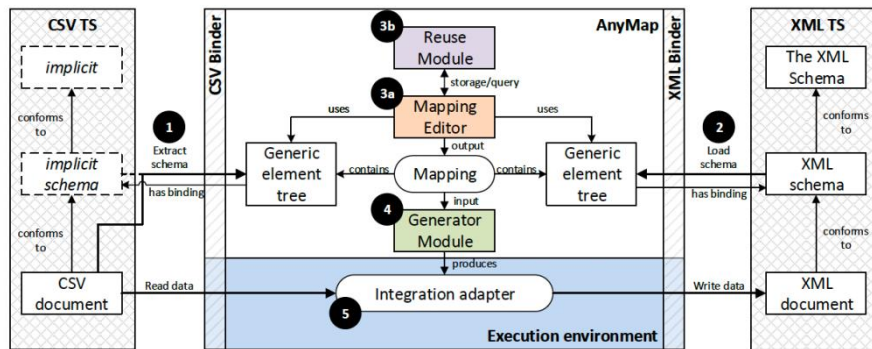 CSV TS
CSV Binder
3b
Reuse
Module
AnyMap
XML Binder
XML TS
implicit
The XML
Schema
storage/query
conforms
to
1
Extract
schema
uses
3a
Mapping
Editor
uses
2
Load
schema
conforms
to
output
implicit
schema
has binding
Generic
element
tree
contains
Mapping
contains
Generic
element
tree
has binding
XML
schema
input
conforms
to
4
Generator
Module
conforms
to
produces
CSV
document
Read data
Integration adapter
5
Write data
XML
document
Execution environment